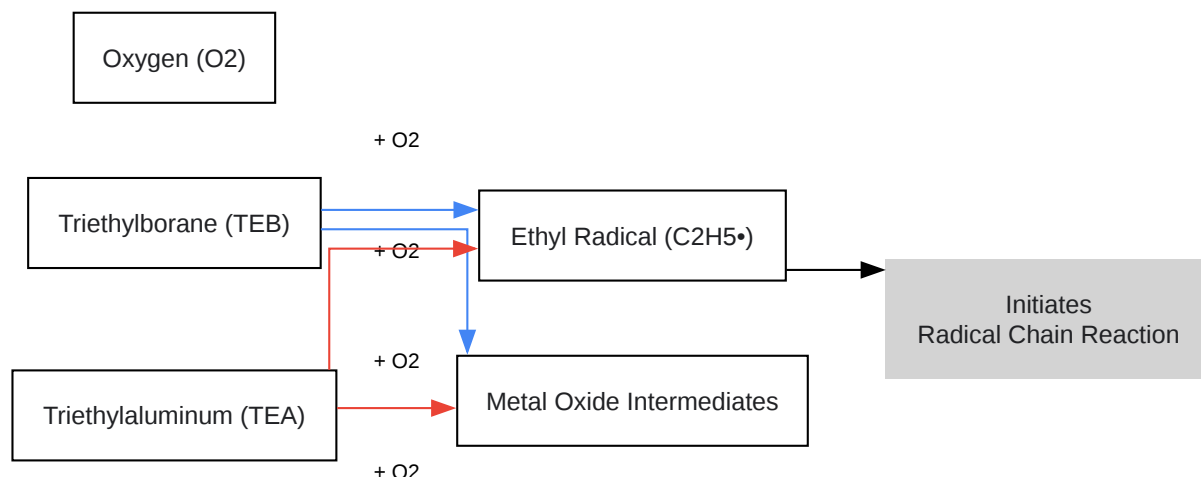 Oxygen (O2)
+ O2
Triethylborane (TEB)
Ethyl Radical (C2H5•)
+ O2
Initiates
Radical Chain Reaction
+ O2
Metal Oxide Intermediates
Triethylaluminum (TEA)
+ O2